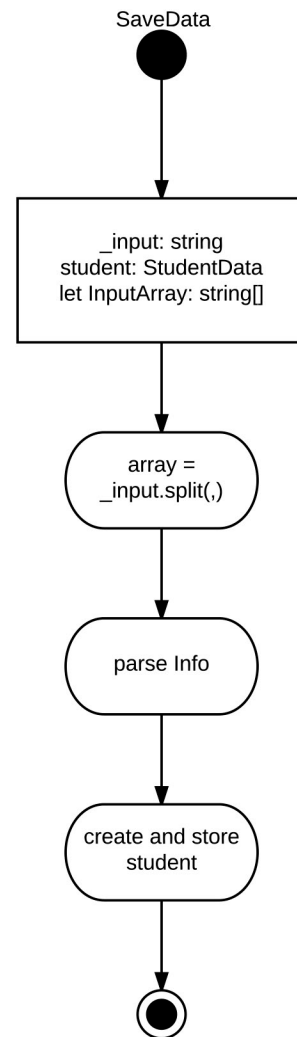 SaveData
_input: string
student: StudentData
let InputArray: string[]
array =
_input.split(,)
parse Info
create and store
student